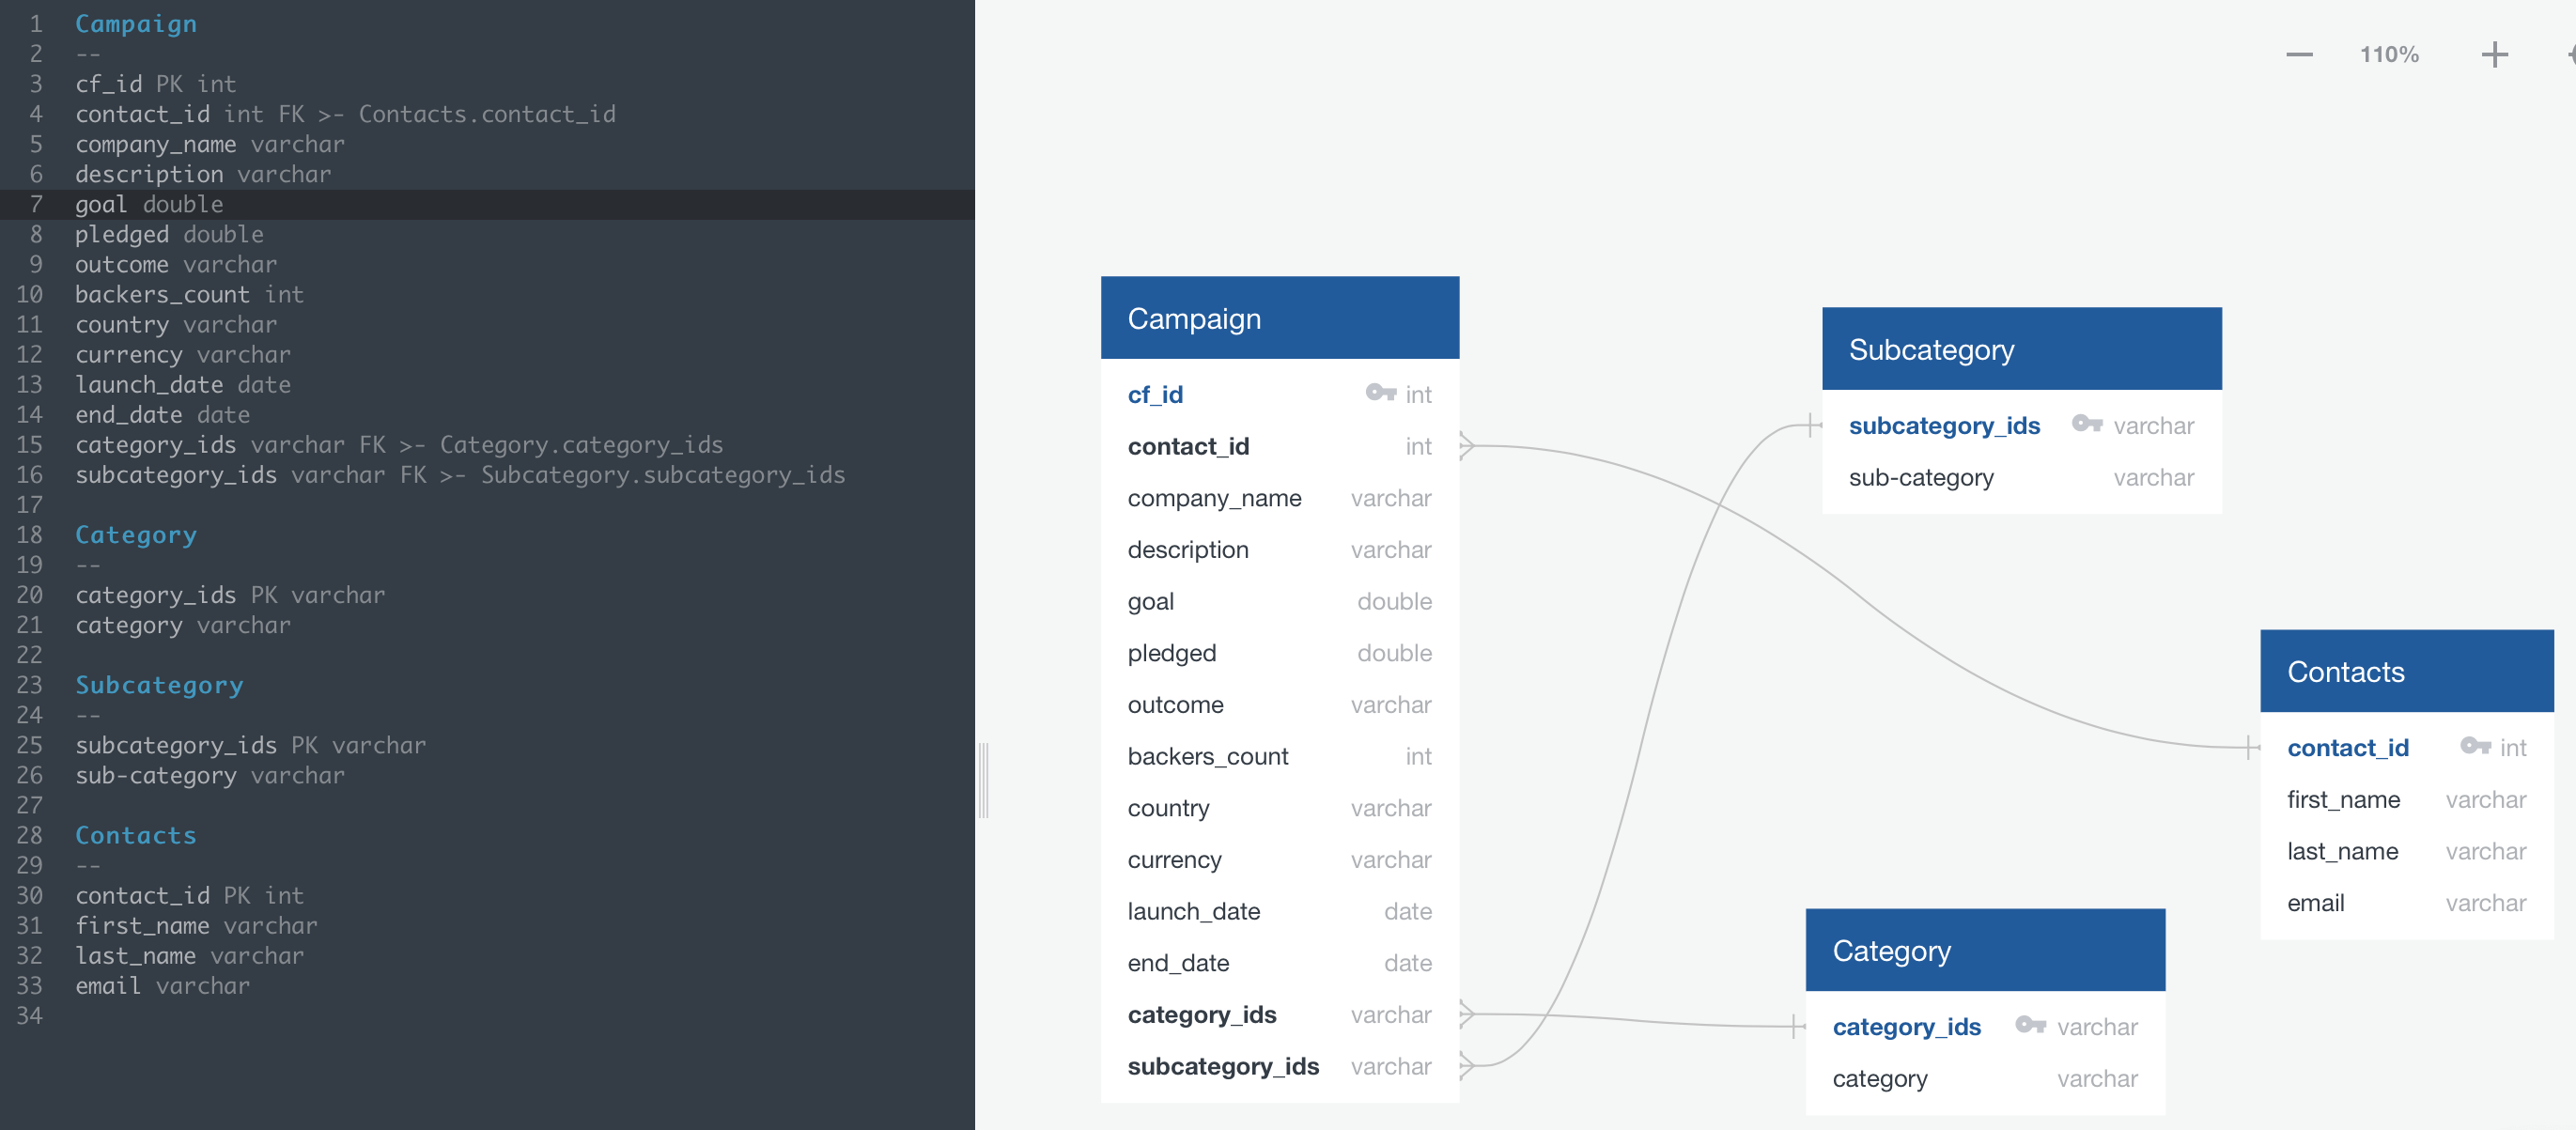 1 Campaign
2 --
3 cf_id PK int
4 contact_id int FK >- Contacts.contact_id
5 company_name varchar
6 description varchar
7 goal double
8 pledged double
9 outcome varchar
10 backers_count int
11 country varchar
12 currency varchar
13 launch_date date
14 end_date date
15 category_ids varchar FK >- Category.category_ids
16 subcategory_ids varchar FK >- Subcategory.subcategory_ids
17
18 Category
19 --
20 category_ids PK varchar
21 category varchar
22
23 Subcategory
24 --
25 subcategory_ids PK varchar
26 sub-category varchar
27
28 Contacts
29 --
30 contact_id PK int
31 first_name varchar
32 last_name varchar
33 email varchar
34
110%
Campaign
cf_id int
contact_id int
company_name varchar
description varchar
goal double
pledged double
outcome varchar
backers_count int
country varchar
currency varchar
launch_date date
end_date date
category_ids varchar
subcategory_ids varchar
Subcategory
subcategory_ids varchar
sub-category varchar
Contacts
contact_id int
first_name varchar
last_name varchar
email varchar
Category
category_ids varchar
category varchar